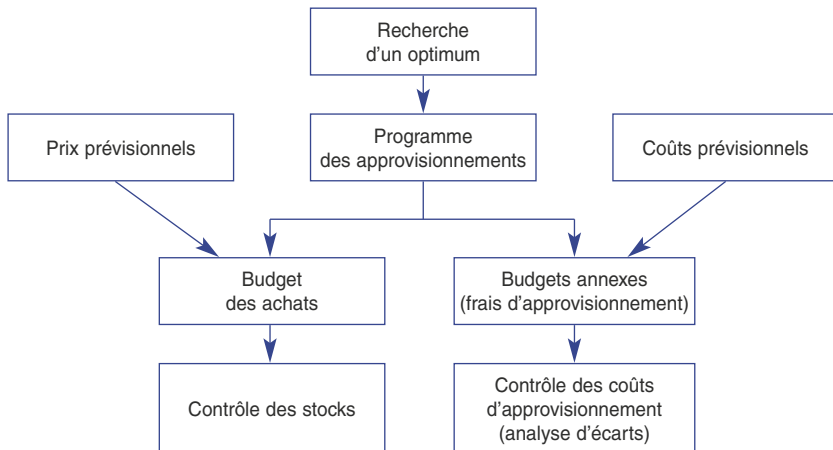 Recherche
d’un optimum
Prix prévisionnels
Programme
des approvisionnements
Coûts prévisionnels
Budget
des achats
Budgets annexes
(frais d’approvisionnement)
Contrôle des stocks
Contrôle des coûts
d’approvisionnement
(analyse d’écarts)